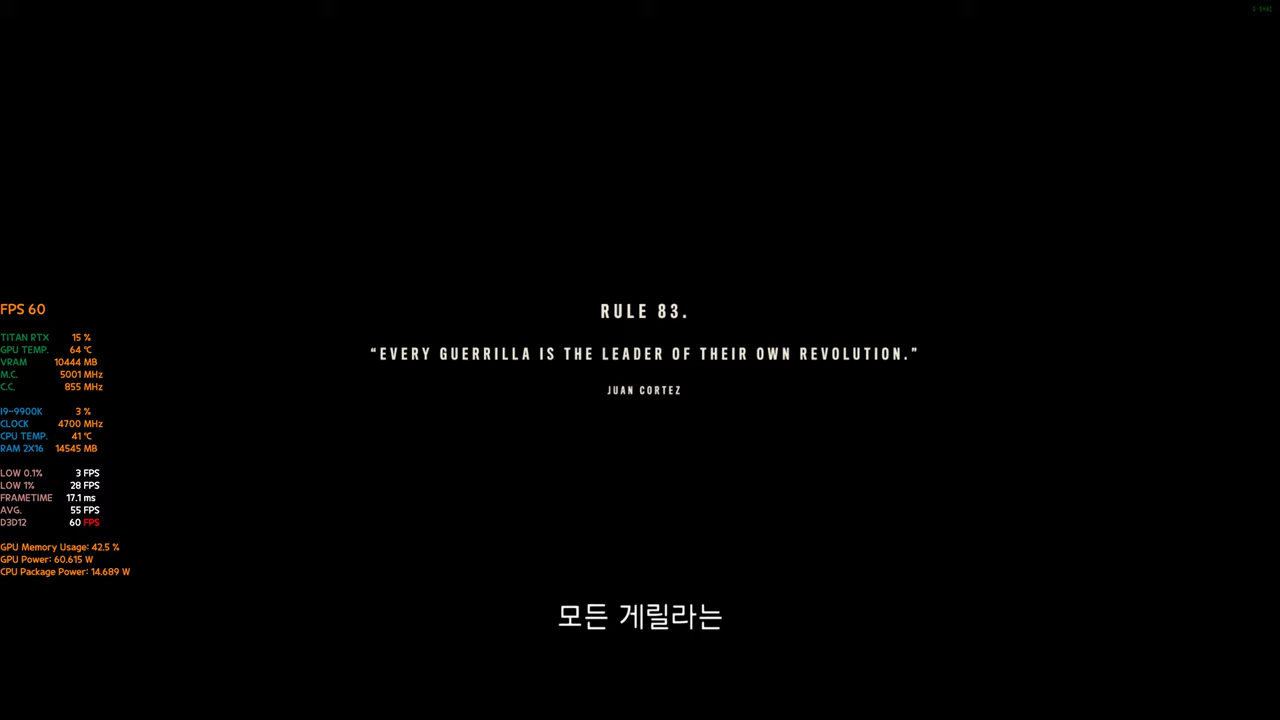 RULE 83.
“EVERY GUERRILLA IS THE LEADER OF THEIR OWN REVOLUTION.”
JUAN CORTEZ
FPS 60
TITAN RTX 15 %
GPU TEMP. 64 ℃
VRAM 10444 MB
M.C. 5001 MHz
C.C. 855 MHz
I9-9900K 3 %
CLOCK 4700 MHz
CPU TEMP. 41 ℃
RAM 2X16 14545 MB
LOW 0.1% 3 FPS
LOW 1% 28 FPS
FRAMETIME 17.1 ms
AVG. 55 FPS
D3D12 60 FPS
GPU Memory Usage: 42.5 %
GPU Power: 60.615 W
CPU Package Power: 14.689 W
모든 게릴라는